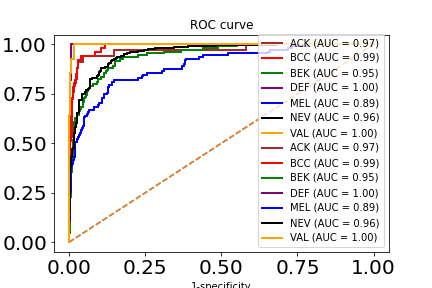 ROC curve
1.00
0.75
0.50
0.25
0.00
ACK (AUC = 0.97)
BCC (AUC = 0.99)
BEK (AUC = 0.95)
DEF (AUC = 1.00)
MEL (AUC = 0.89)
NEV (AUC = 0.96)
VAL (AUC = 1.00)
ACK (AUC = 0.97)
BCC (AUC = 0.99)
BEK (AUC = 0.95)
DEF (AUC = 1.00)
MEL (AUC = 0.89)
NEV (AUC = 0.96)
VAL (AUC = 1.00)
0.00 0.25 0.50 0.75 1.00
1-specificity